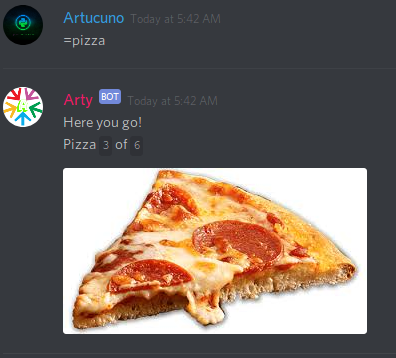 Artucuno Today at 5:42 AM
=pizza
Arty BOT Today at 5:42 AM
Here you go!
Pizza 3 of 6